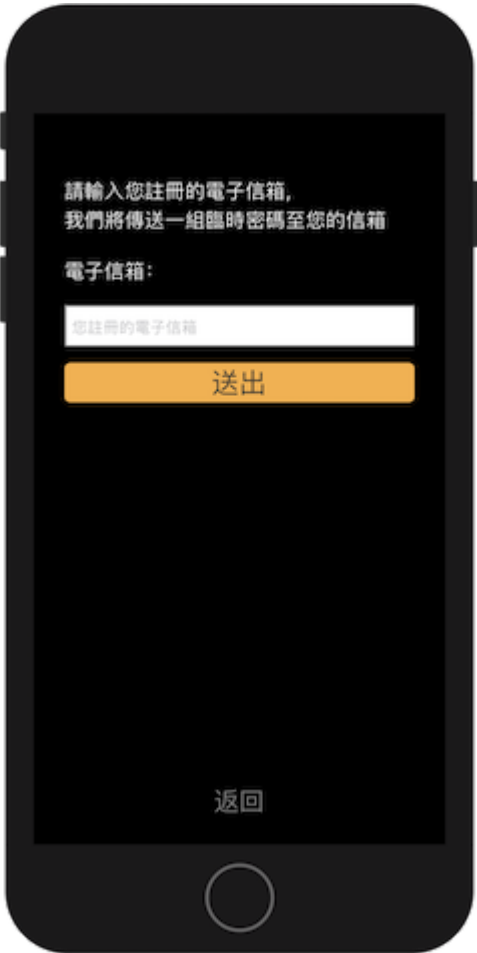 請輸入您註冊的電子信箱,
我們將傳送一組臨時密碼至您的信箱
電子信箱:
您註冊的電子信箱
送出
返回